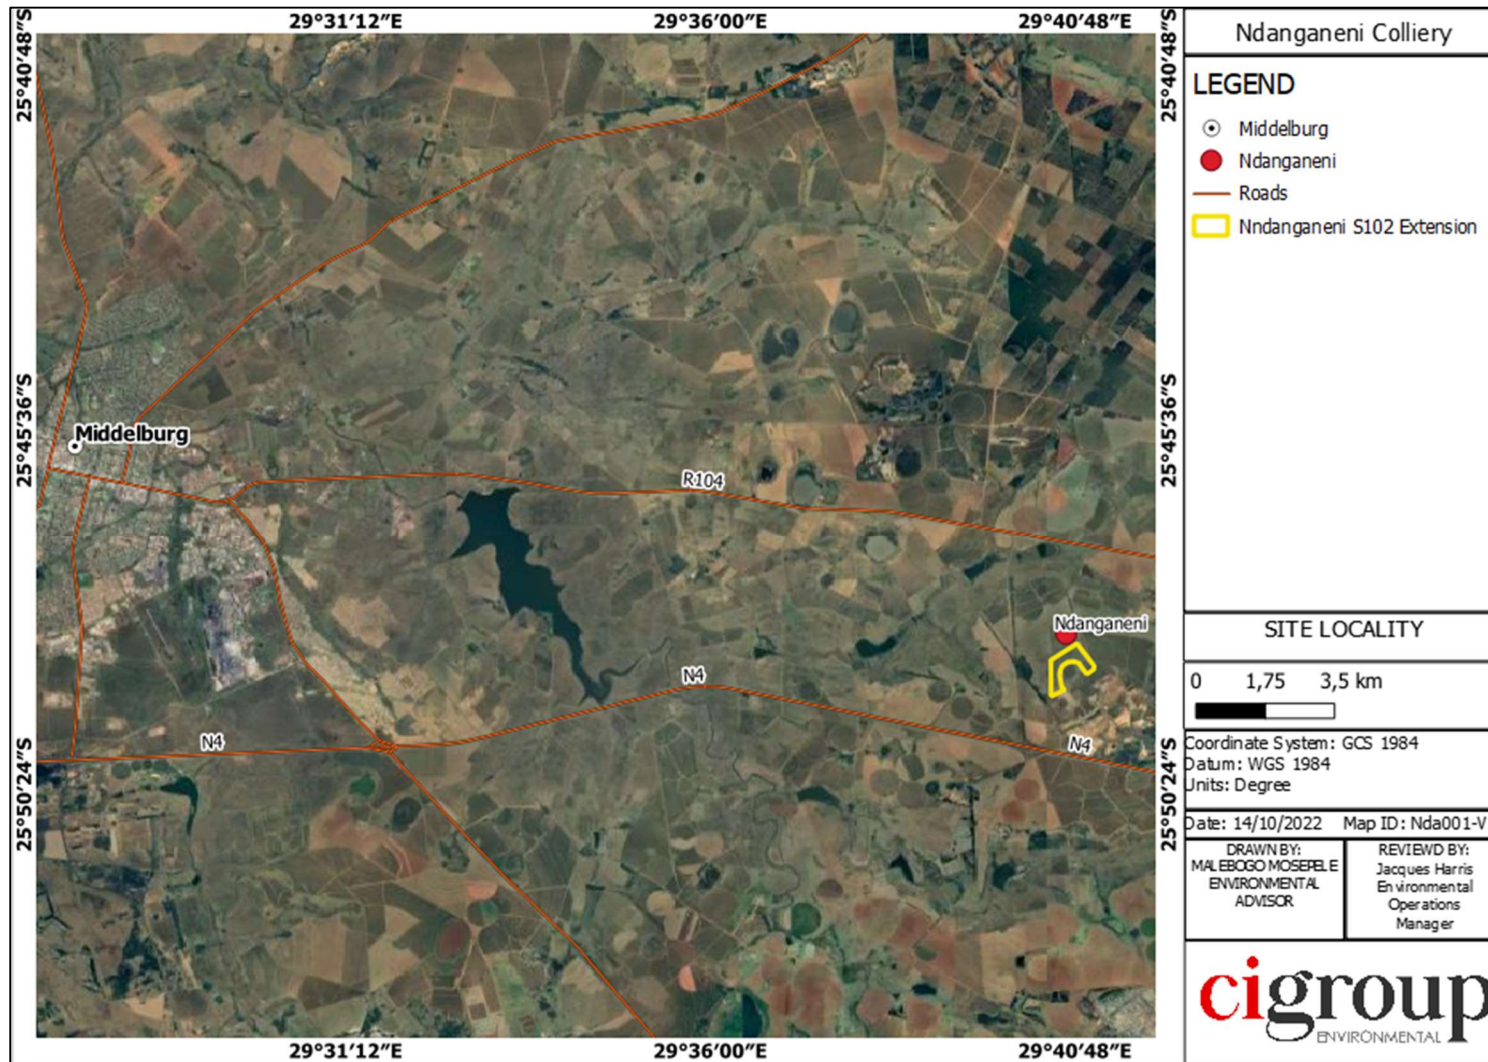 29°31′12″E 29°36′00″E 29°40′48″E
25°40′48″S
25°45′36″S
25°50′24″S
Middelburg
R104
Ndanganeni
N4
N4
N4
25°40′48″S
25°45′36″S
25°50′24″S
29°31′12″E 29°36′00″E 29°40′48″E
Ndanganeni Colliery
LEGEND
Middelburg
Ndanganeni
Roads
Nndanganeni S102 Extension
SITE LOCALITY
0 1,75 3,5 km
Coordinate System: GCS 1984
Datum: WGS 1984
Units: Degree
Date: 14/10/2022 Map ID: Nda001-V
DRAWN BY:
MALEBOGO MOSEPELE
ENVIRONMENTAL
ADVISOR
REVIEWD BY:
Jacques Harris
Environmental
Operations
Manager
cigroup
ENVIRONMENTAL